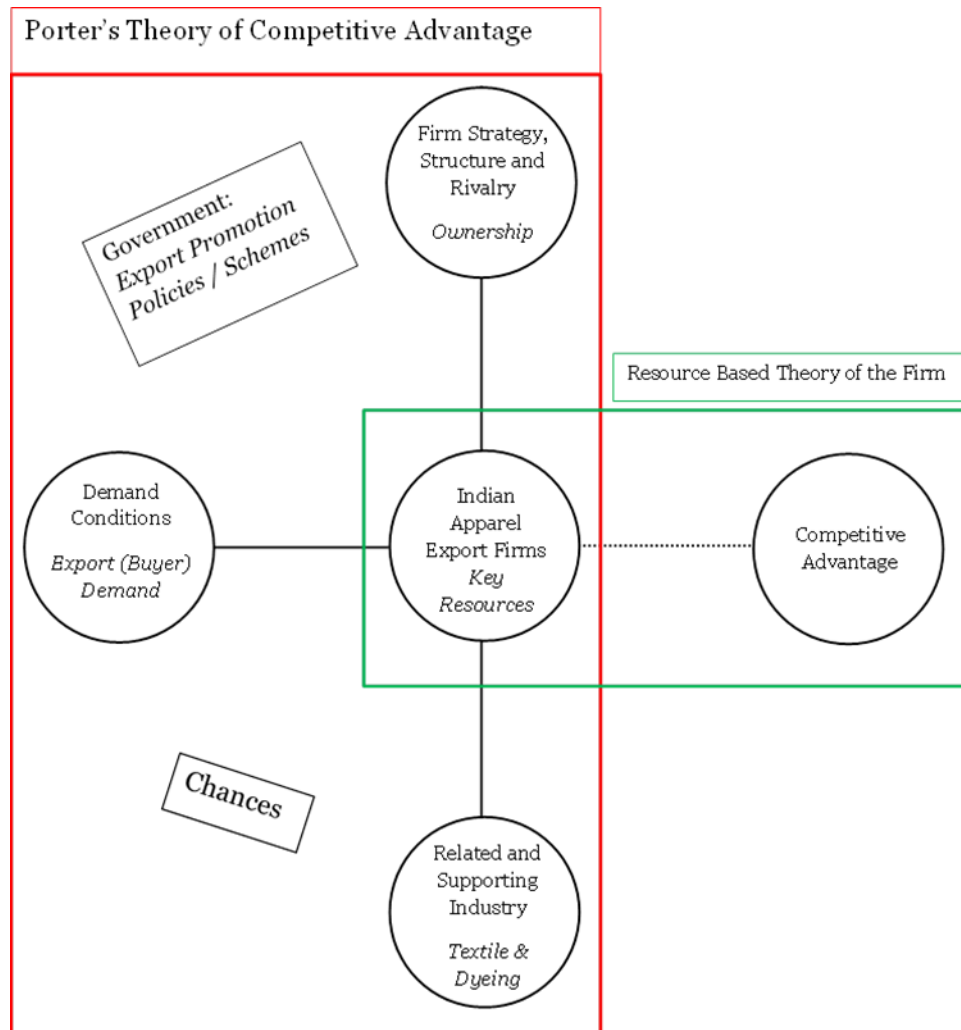 Porter's Theory of Competitive Advantage
Firm Strategy,
Structure and
Rivalry
Ownership
Government:
Export Promotion
Policies / Schemes
Resource Based Theory of the Firm
Demand
Conditions
Export (Buyer)
Demand
Indian
Apparel
Export Firms
Key
Resources
Competitive
Advantage
Chances
Related and
Supporting
Industry
Textile &
Dyeing